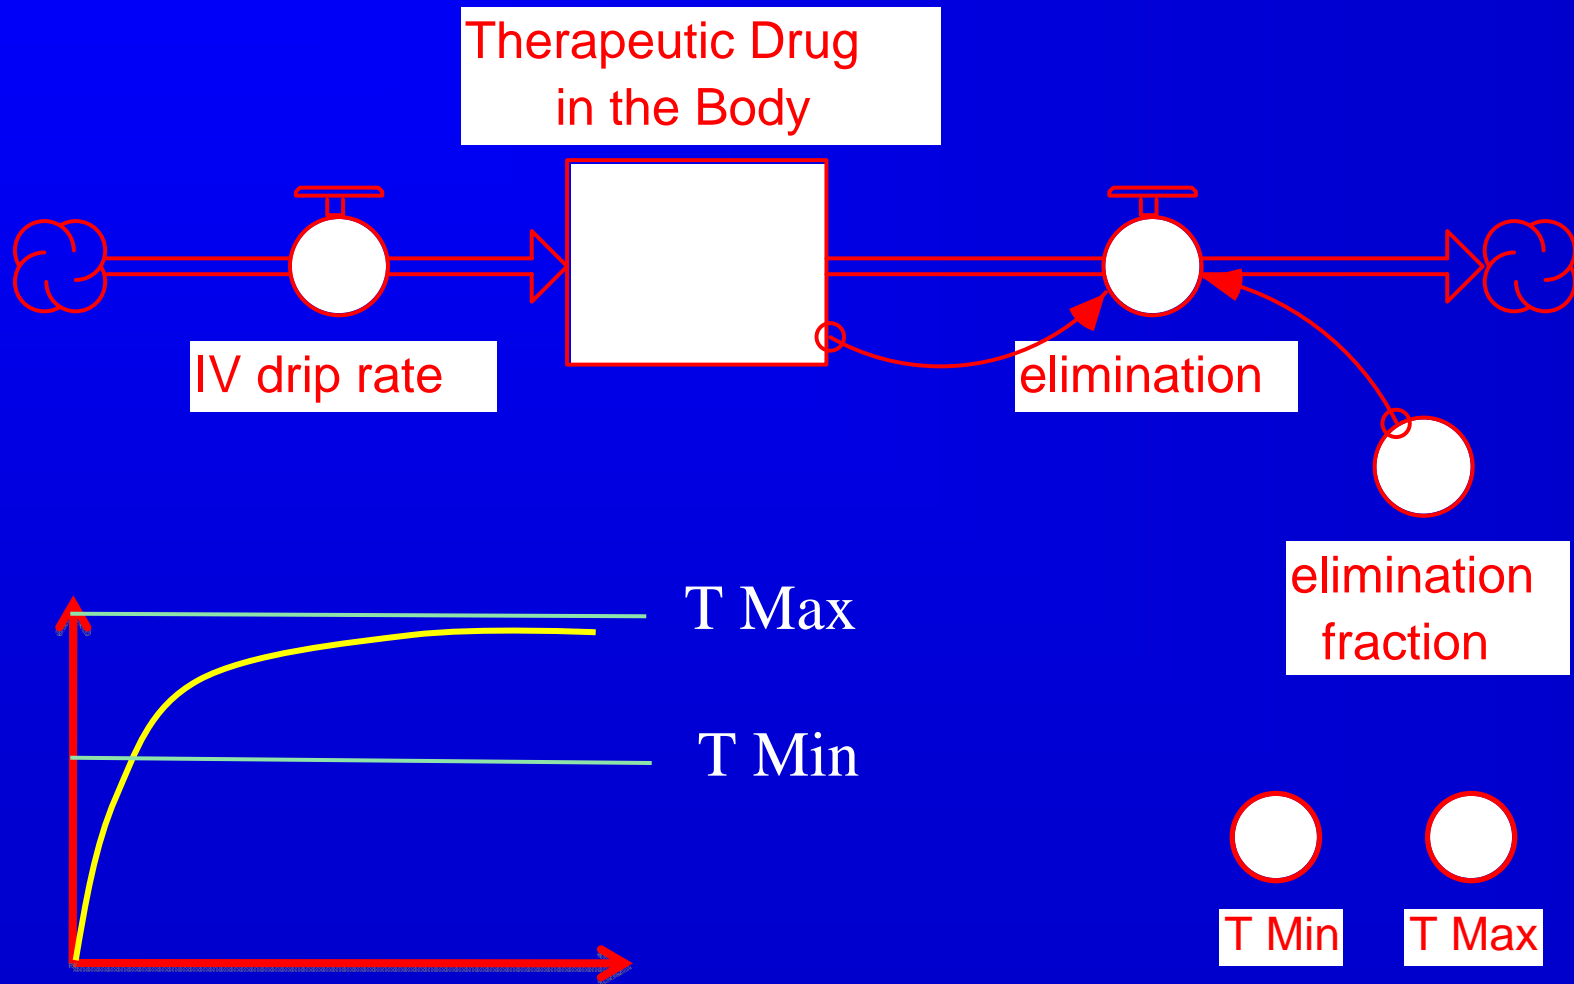 Therapeutic Drug
in the Body
IV drip rate
elimination
elimination
fraction
T Max
T Min
T Min
T Max